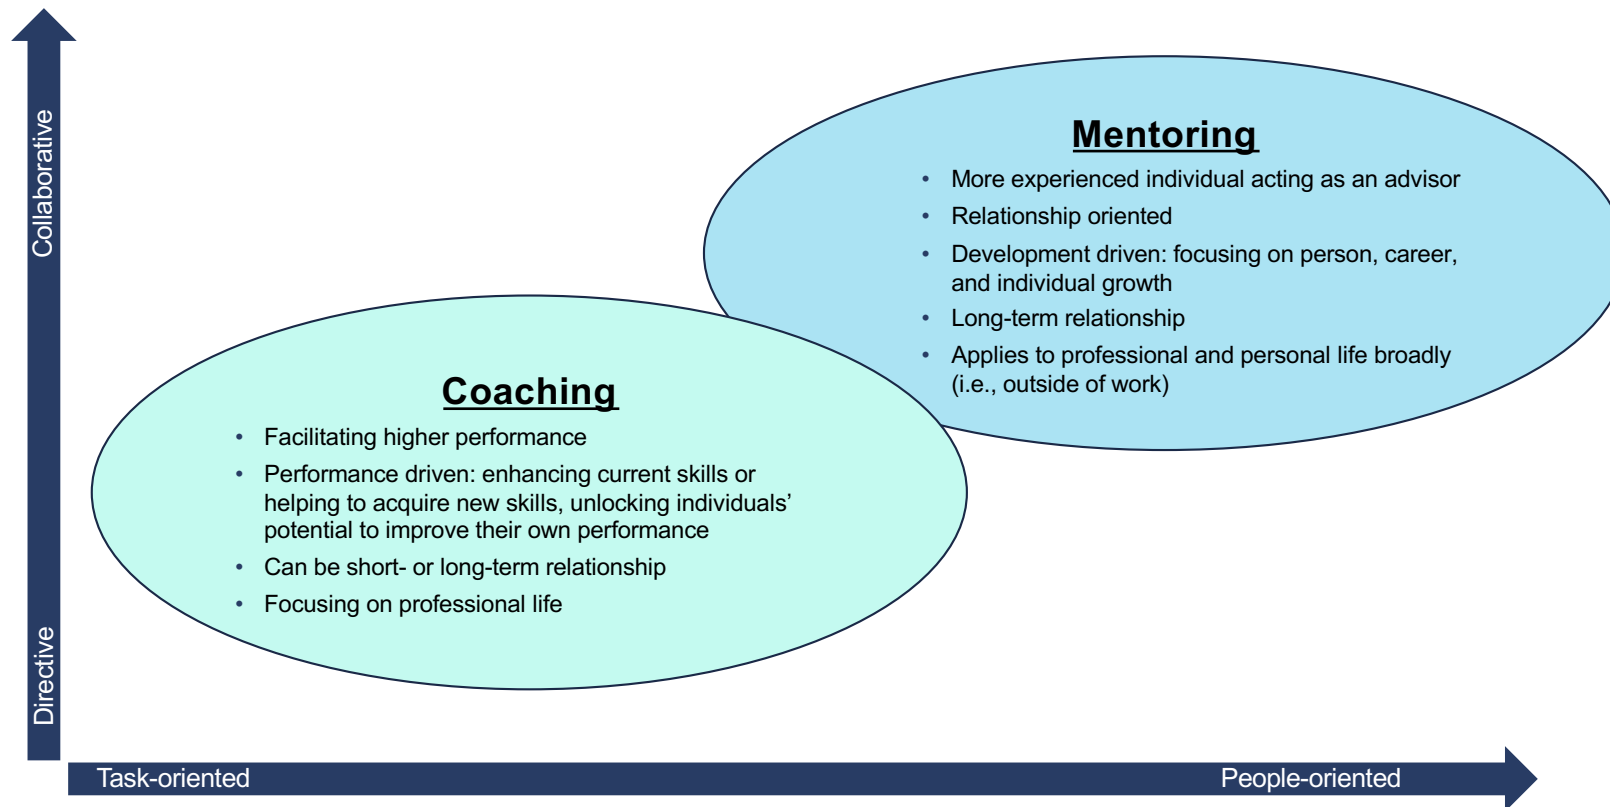 Collaborative
Directive
Mentoring
• More experienced individual acting as an advisor
• Relationship oriented
• Development driven: focusing on person, career,
and individual growth
• Long-term relationship
• Applies to professional and personal life broadly
(i.e., outside of work)
Coaching
• Facilitating higher performance
• Performance driven: enhancing current skills or
helping to acquire new skills, unlocking individuals’
potential to improve their own performance
• Can be short- or long-term relationship
• Focusing on professional life
Task-oriented
People-oriented